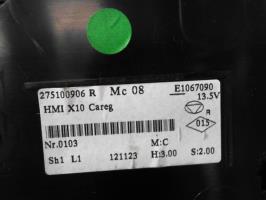 275100906 R Mc 08 E1067090
13.5V
HMI X10 Careg
R
015
Nr.0103 M:C
Sh1 L1 121123 H:3.00 S:2.00